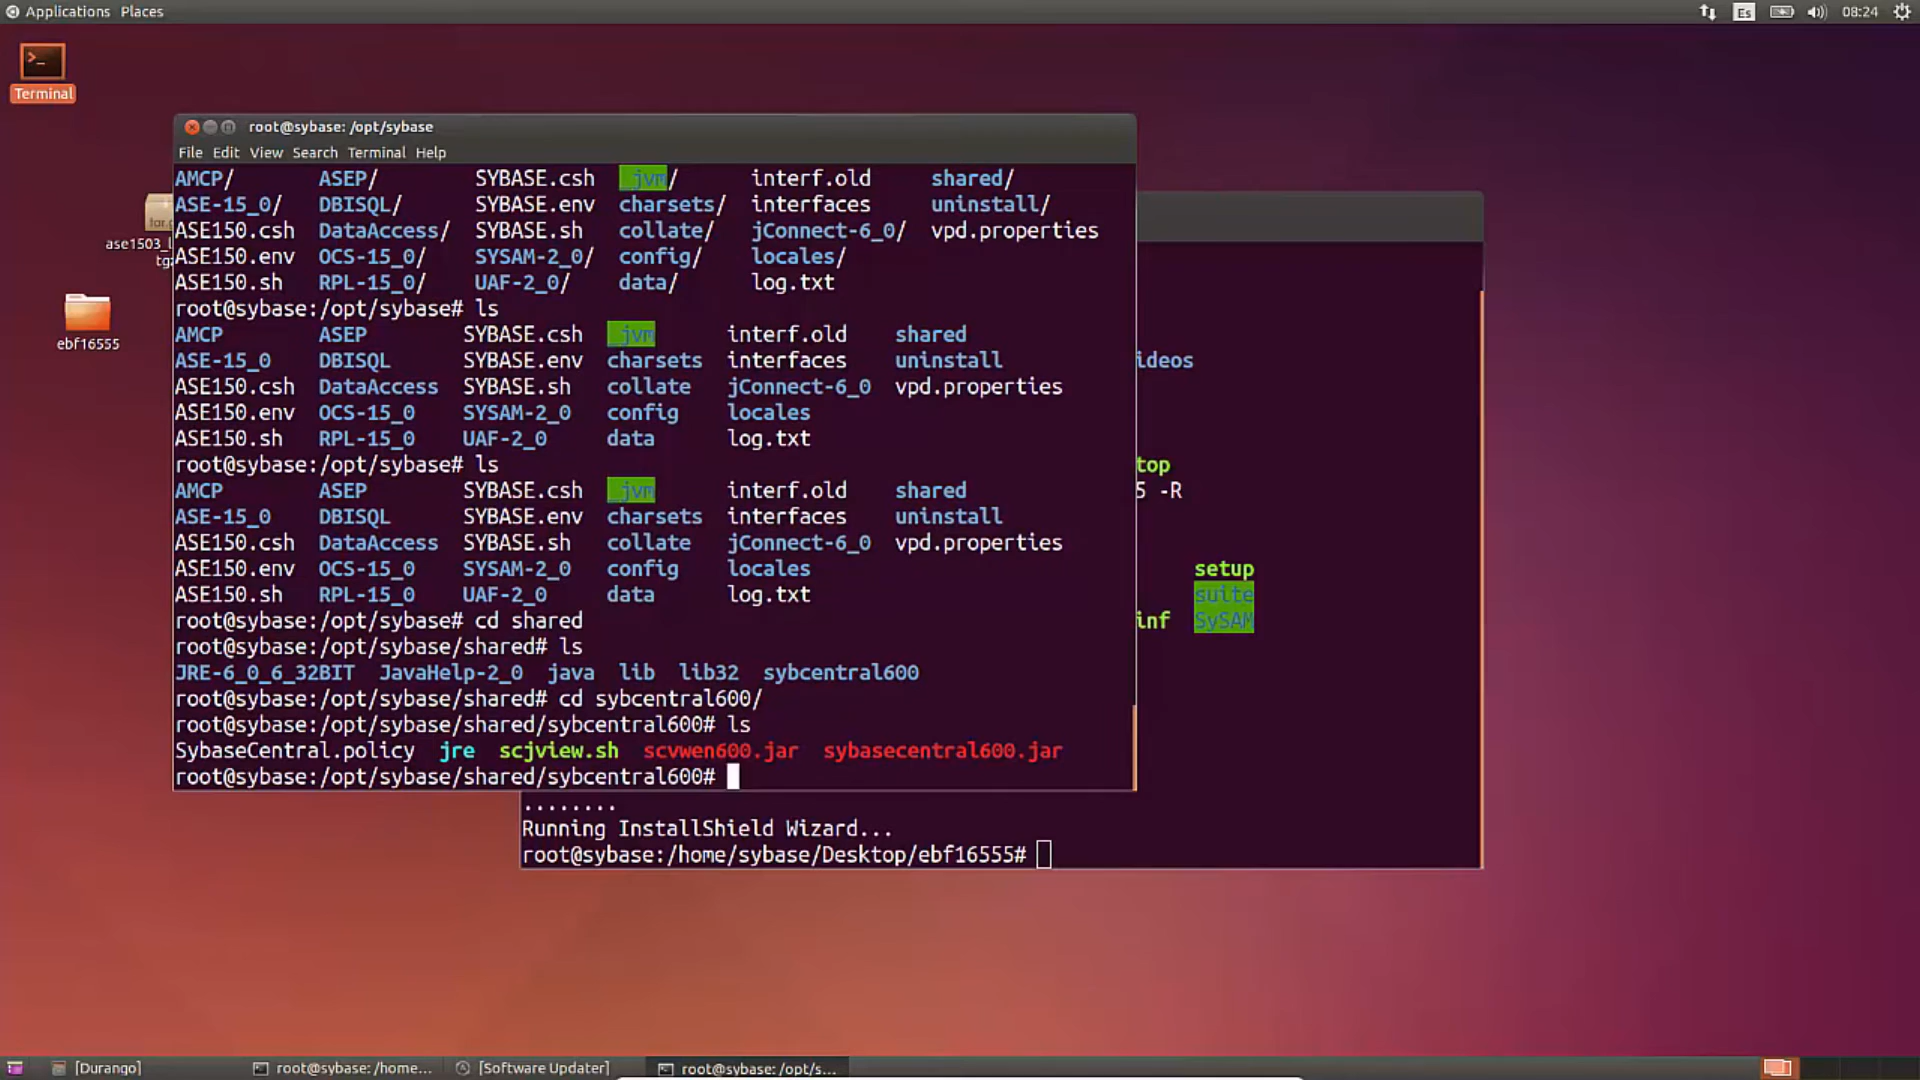 Applications Places
Es 08:24
Terminal
ase1503_l
tga
ebf16555
root@sybase: /opt/sybase
File Edit View Search Terminal Help
AMCP/ ASEP/ SYBASE.csh _jvm/ interf.old shared/
ASE-15_0/ DBISQL/ SYBASE.env charsets/ interfaces uninstall/
ASE150.csh DataAccess/ SYBASE.sh collate/ jConnect-6_0/ vpd.properties
ASE150.env OCS-15_0/ SYSAM-2_0/ config/ locales/
ASE150.sh RPL-15_0/ UAF-2_0/ data/ log.txt
root@sybase:/opt/sybase# ls
AMCP ASEP SYBASE.csh _jvm interf.old shared
ASE-15_0 DBISQL SYBASE.env charsets interfaces uninstall
ASE150.csh DataAccess SYBASE.sh collate jConnect-6_0 vpd.properties
ASE150.env OCS-15_0 SYSAM-2_0 config locales
ASE150.sh RPL-15_0 UAF-2_0 data log.txt
root@sybase:/opt/sybase# ls
AMCP ASEP SYBASE.csh _jvm interf.old shared
ASE-15_0 DBISQL SYBASE.env charsets interfaces uninstall
ASE150.csh DataAccess SYBASE.sh collate jConnect-6_0 vpd.properties
ASE150.env OCS-15_0 SYSAM-2_0 config locales
ASE150.sh RPL-15_0 UAF-2_0 data log.txt
root@sybase:/opt/sybase# cd shared
root@sybase:/opt/sybase/shared# ls
JRE-6_0_6_32BIT JavaHelp-2_0 java lib lib32 sybcentral600
root@sybase:/opt/sybase/shared# cd sybcentral600/
root@sybase:/opt/sybase/shared/sybcentral600# ls
SybaseCentral.policy jre scjview.sh scvwen600.jar sybasecentral600.jar
root@sybase:/opt/sybase/shared/sybcentral600#
ideos
top
5 -R
setup
suite
inf SySAM
........
Running InstallShield Wizard...
root@sybase:/home/sybase/Desktop/ebf16555#
[Durango] root@sybase: /home... [Software Updater] root@sybase: /opt/s...